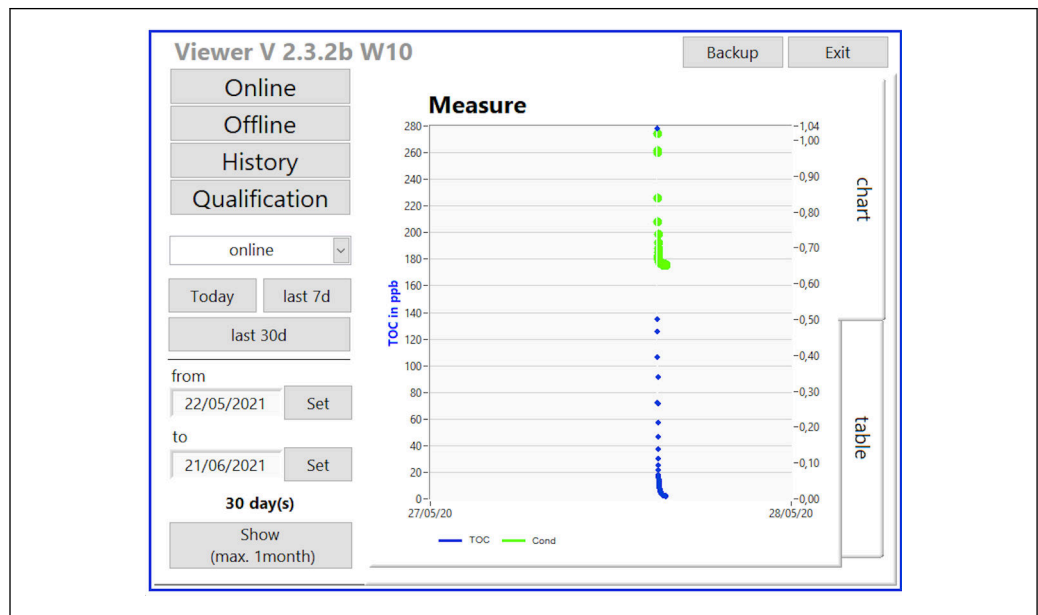 Viewer V 2.3.2b W10
Backup
Exit
Online
Offline
History
Qualification
online
Today
last 7d
last 30d
from
22/05/2021
Set
to
21/06/2021
Set
30 day(s)
Show
(max. 1month)
Measure
TOC in ppb
280
260
240
220
200
180
160
140
120
100
80
60
40
20
0
1,04
1,00
0,90
0,80
0,70
0,60
0,50
0,40
0,30
0,20
0,10
0,00
27/05/20
28/05/20
TOC
Cond
chart
table